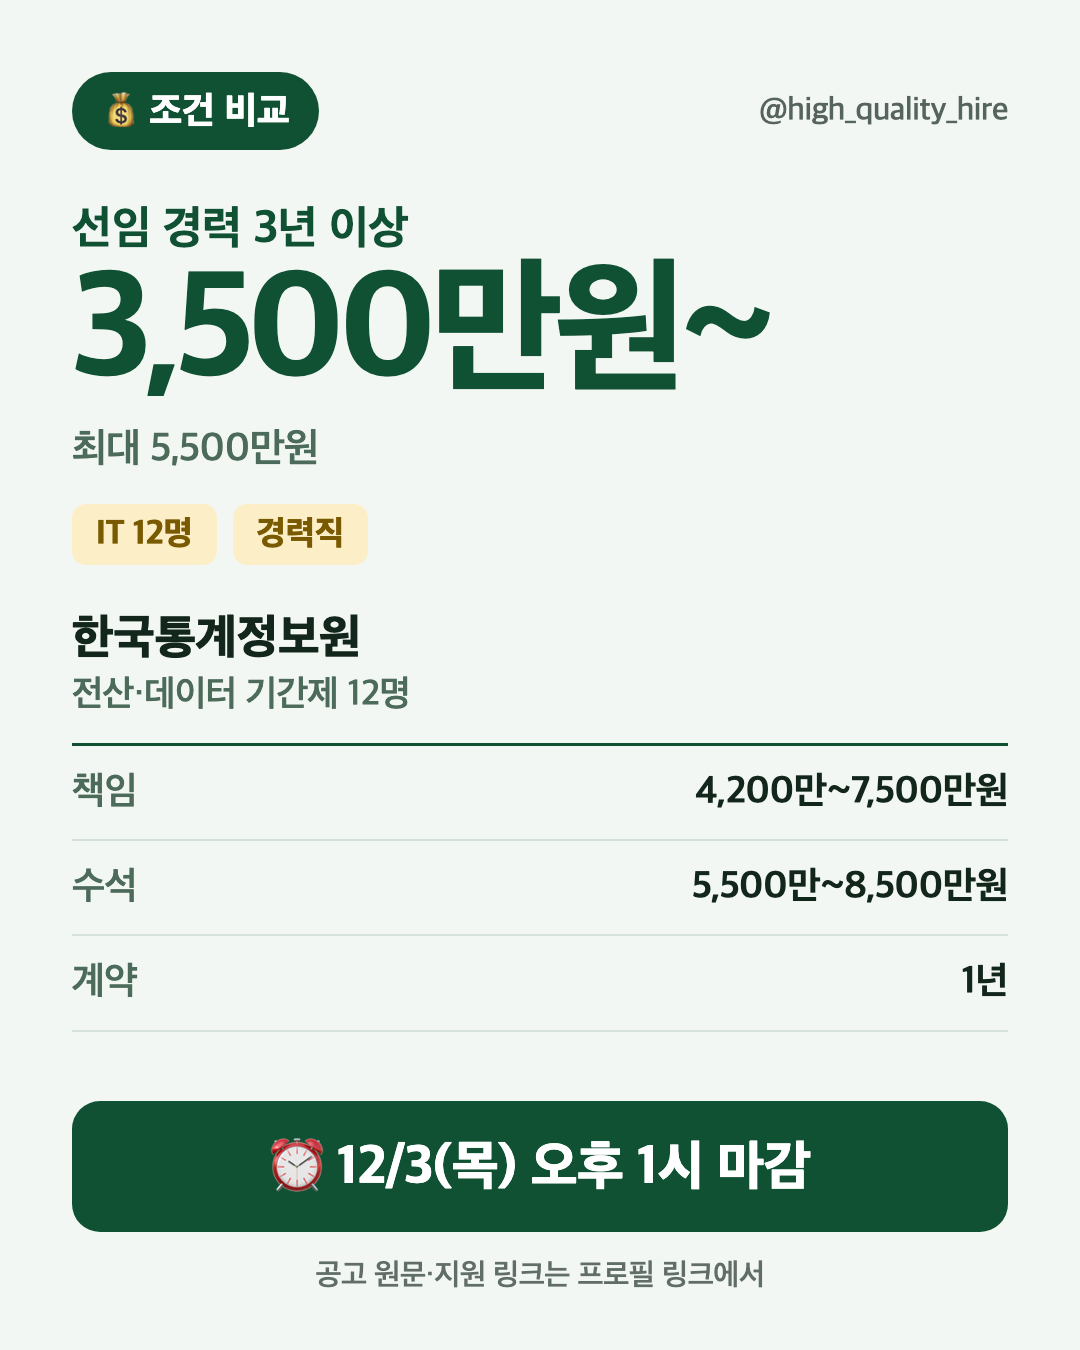 💰 조건 비교
@high_quality_hire
선임 경력 3년 이상
3,500만원~
최대 5,500만원
IT 12명 경력직
한국통계정보원
전산·데이터 기간제 12명
책임 4,200만~7,500만원
수석 5,500만~8,500만원
계약 1년
⏰ 12/3(목) 오후 1시 마감
공고 원문·지원 링크는 프로필 링크에서